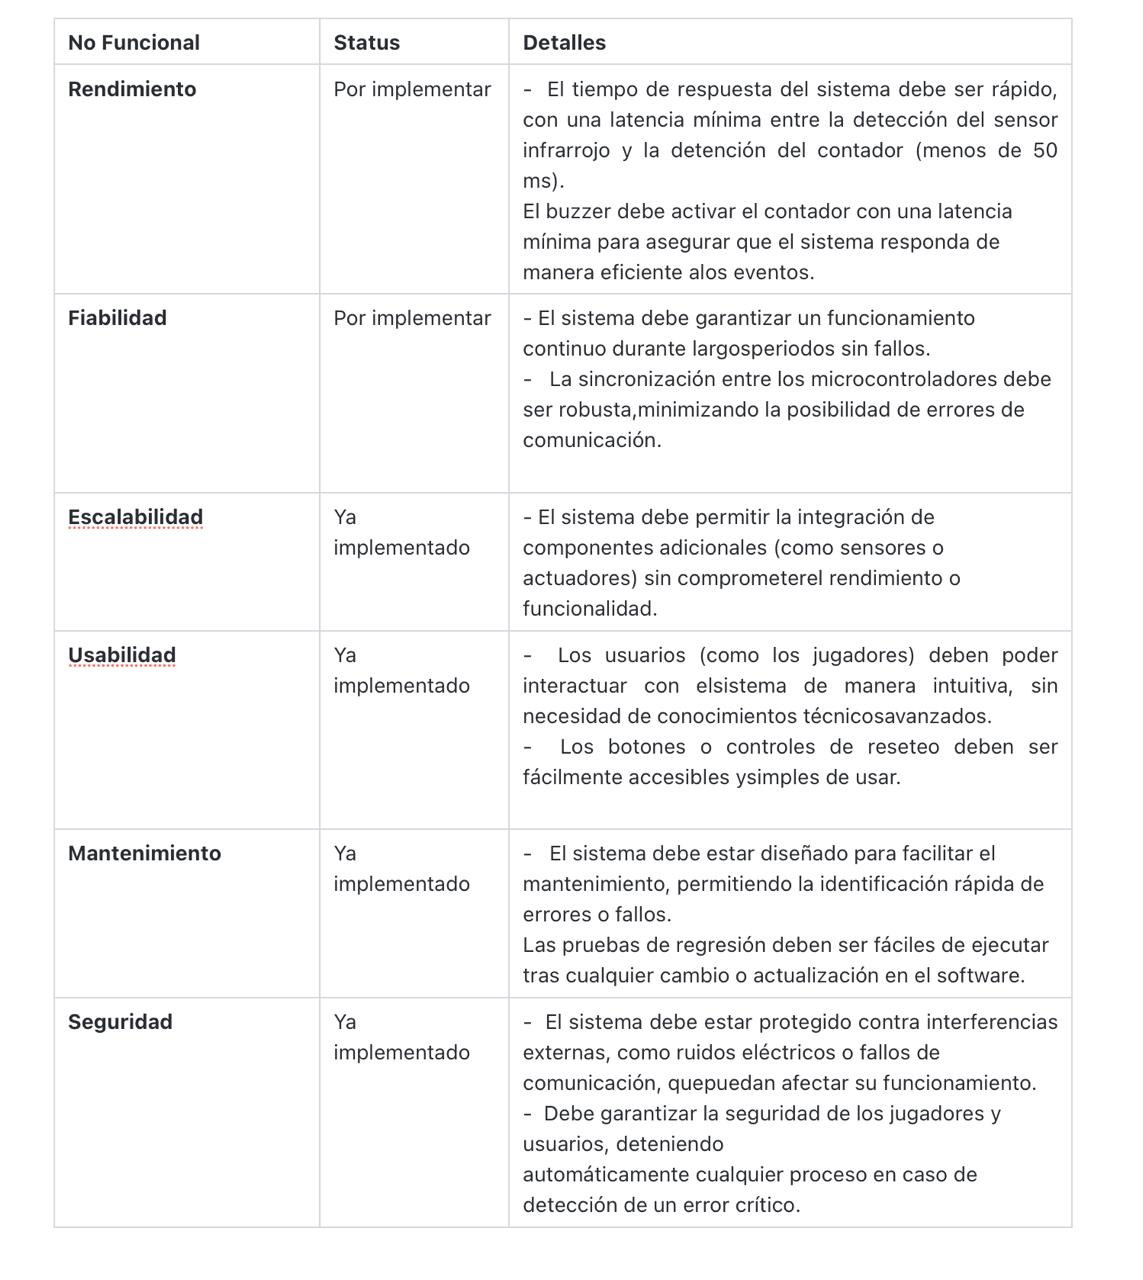 No Funcional Status Detalles
Rendimiento Por implementar - El tiempo de respuesta del sistema debe ser rápido,
con una latencia mínima entre la detección del sensor
infrarrojo y la detención del contador (menos de 50
ms).
El buzzer debe activar el contador con una latencia
mínima para asegurar que el sistema responda de
manera eficiente alos eventos.
Fiabilidad Por implementar - El sistema debe garantizar un funcionamiento
continuo durante largosperiodos sin fallos.
- La sincronización entre los microcontroladores debe
ser robusta,minimizando la posibilidad de errores de
comunicación.
Escalabilidad Ya - El sistema debe permitir la integración de
implementado componentes adicionales (como sensores o
actuadores) sin comprometerel rendimiento o
funcionalidad.
Usabilidad Ya - Los usuarios (como los jugadores) deben poder
implementado interactuar con elsistema de manera intuitiva, sin
necesidad de conocimientos técnicosavanzados.
- Los botones o controles de reseteo deben ser
fácilmente accesibles ysimples de usar.
Mantenimiento Ya - El sistema debe estar diseñado para facilitar el
implementado mantenimiento, permitiendo la identificación rápida de
errores o fallos.
Las pruebas de regresión deben ser fáciles de ejecutar
tras cualquier cambio o actualización en el software.
Seguridad Ya - El sistema debe estar protegido contra interferencias
implementado externas, como ruidos eléctricos o fallos de
comunicación, quepuedan afectar su funcionamiento.
- Debe garantizar la seguridad de los jugadores y
usuarios, deteniendo
automáticamente cualquier proceso en caso de
detección de un error crítico.